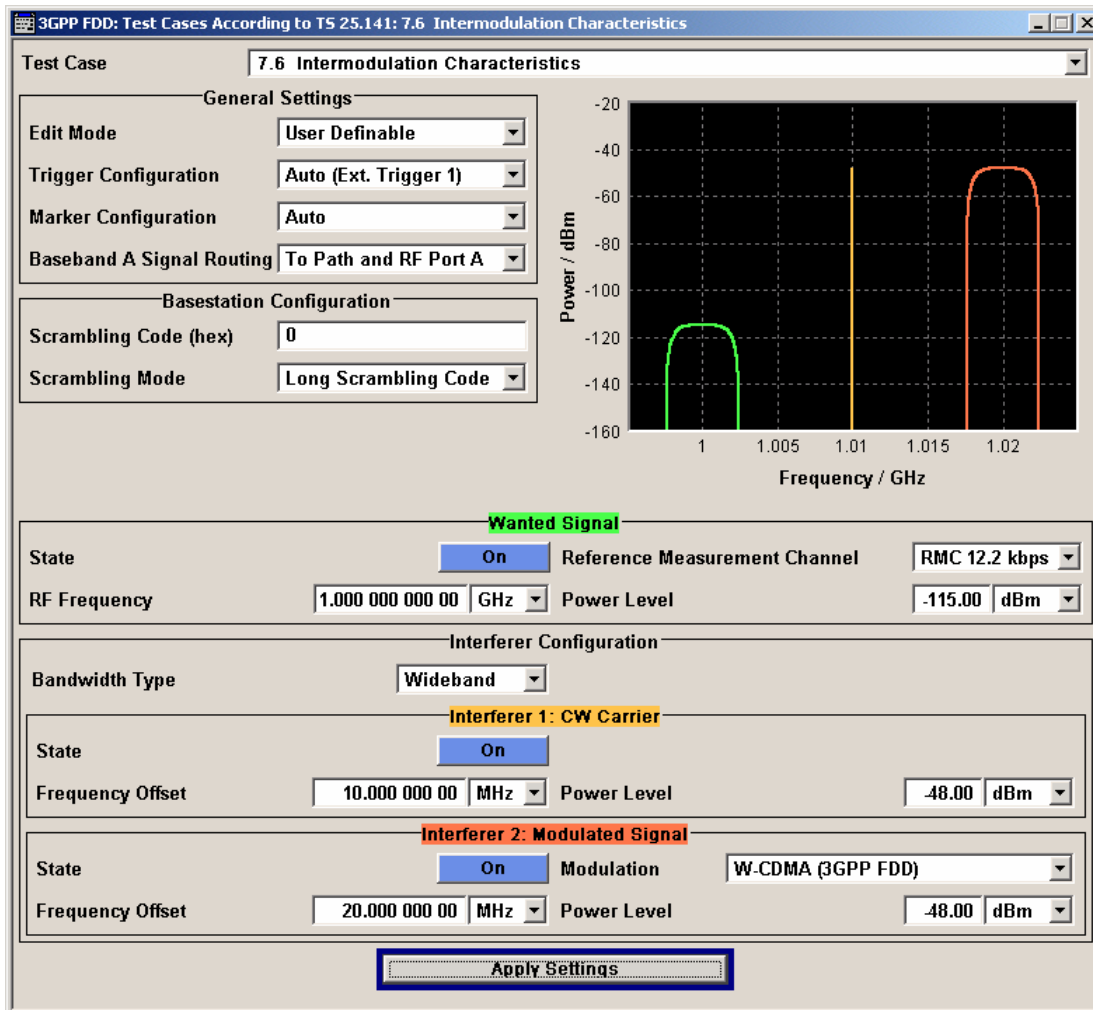 3GPP FDD: Test Cases According to TS 25.141: 7.6 Intermodulation Characteristics
Test Case 7.6 Intermodulation Characteristics
General Settings
Edit Mode User Definable
Trigger Configuration Auto (Ext. Trigger 1)
Marker Configuration Auto
Baseband A Signal Routing To Path and RF Port A
Basestation Configuration
Scrambling Code (hex) 0
Scrambling Mode Long Scrambling Code
Power / dBm
-20
-40
-60
-80
-100
-120
-140
-160
1 1.005 1.01 1.015 1.02
Frequency / GHz
Wanted Signal
State On Reference Measurement Channel RMC 12.2 kbps
RF Frequency 1.000 000 000 00 GHz Power Level -115.00 dBm
Interferer Configuration
Bandwidth Type Wideband
Interferer 1: CW Carrier
State On
Frequency Offset 10.000 000 00 MHz Power Level -48.00 dBm
Interferer 2: Modulated Signal
State On Modulation W-CDMA (3GPP FDD)
Frequency Offset 20.000 000 00 MHz Power Level -48.00 dBm
Apply Settings